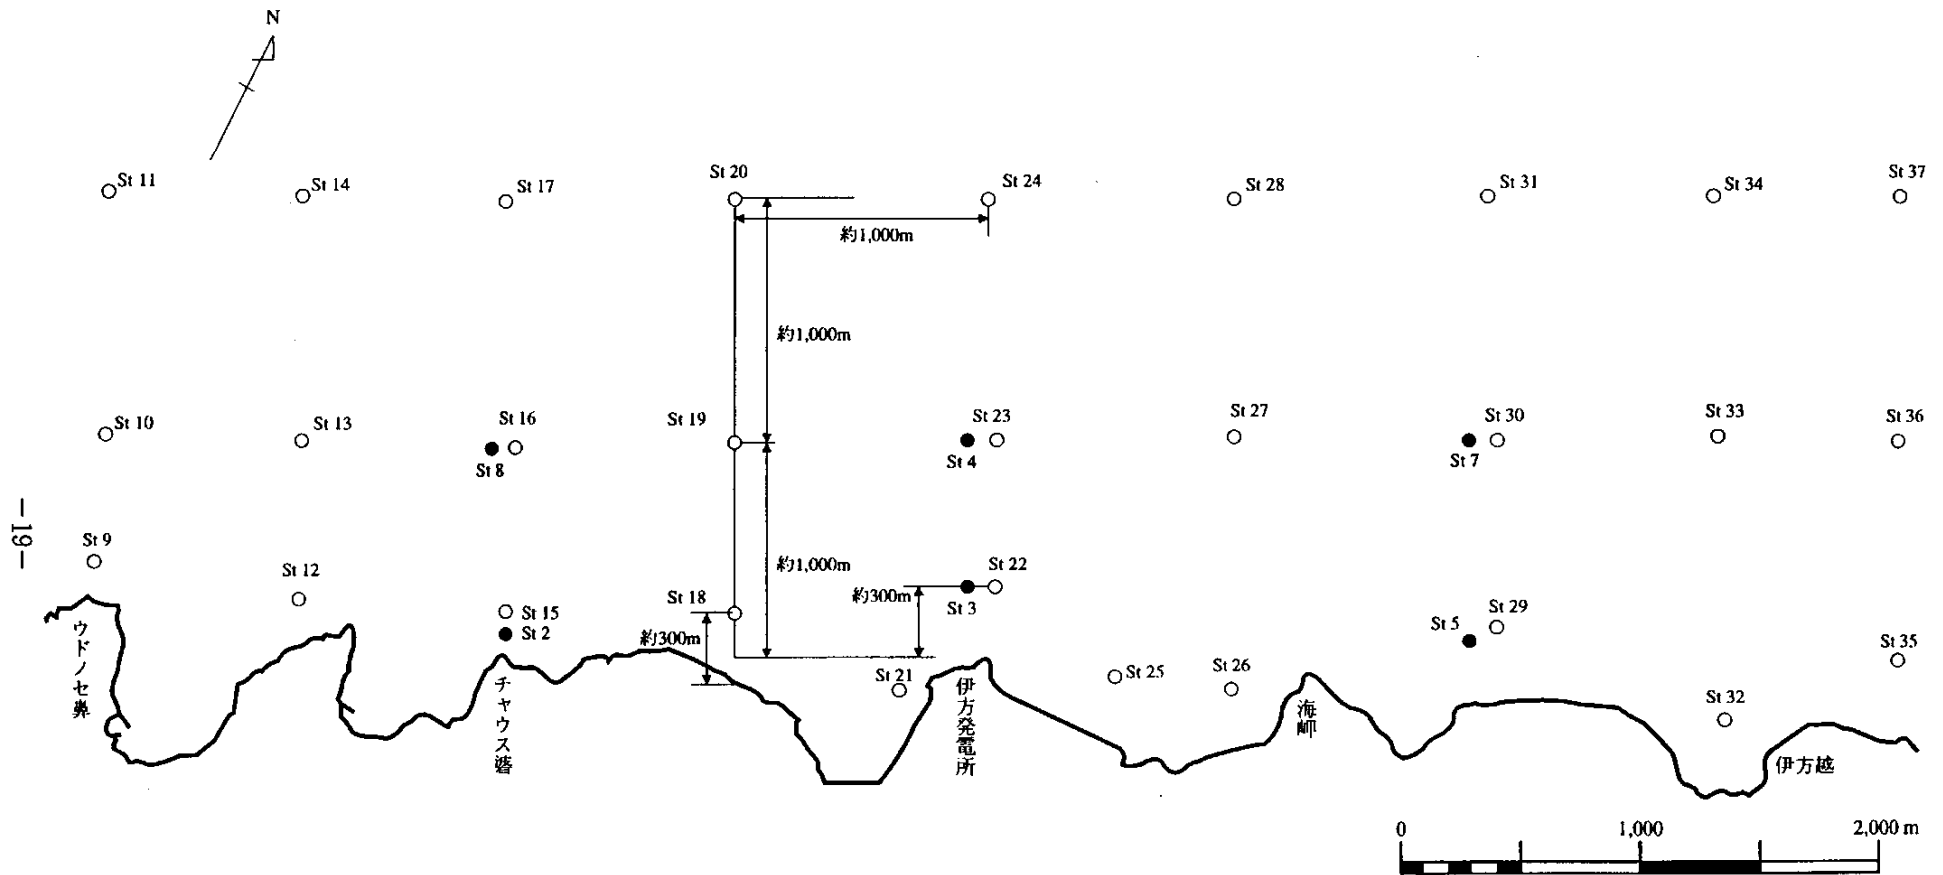 N
St 11
St 14
St 17
St 20
St 24
St 28
St 31
St 34
St 37
約1,000m
約1,000m
St 10
St 13
St 16
St 8
St 19
St 23
St 4
St 27
St 30
St 7
St 33
St 36
－19－
St 9
St 12
St 15
St 2
St 18
約1,000m
約300m
約300m
St 22
St 3
St 21
St 25
St 26
St 29
St 5
St 32
St 35
ウドノセ鼻
チャウス碆
伊方発電所
海岬
伊方越
0
1,000
2,000 m